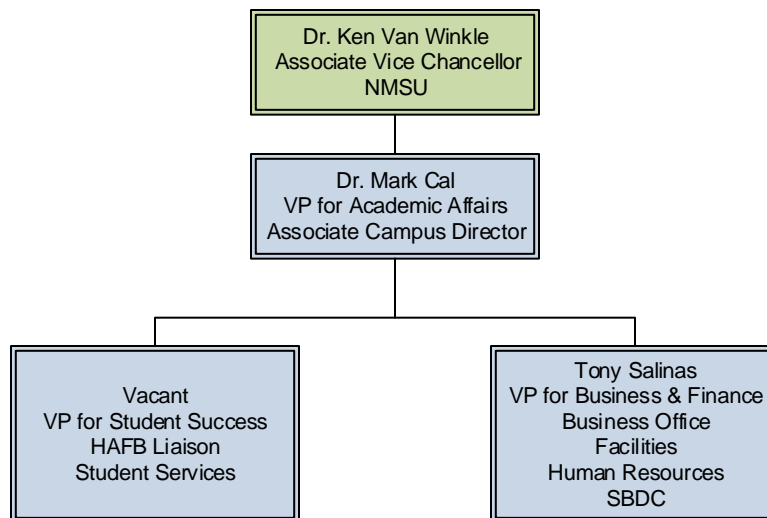 Dr. Ken Van Winkle
Associate Vice Chancellor
NMSU
Dr. Mark Cal
VP for Academic Affairs
Associate Campus Director
Vacant
VP for Student Success
HAFB Liaison
Student Services
Tony Salinas
VP for Business & Finance
Business Office
Facilities
Human Resources
SBDC